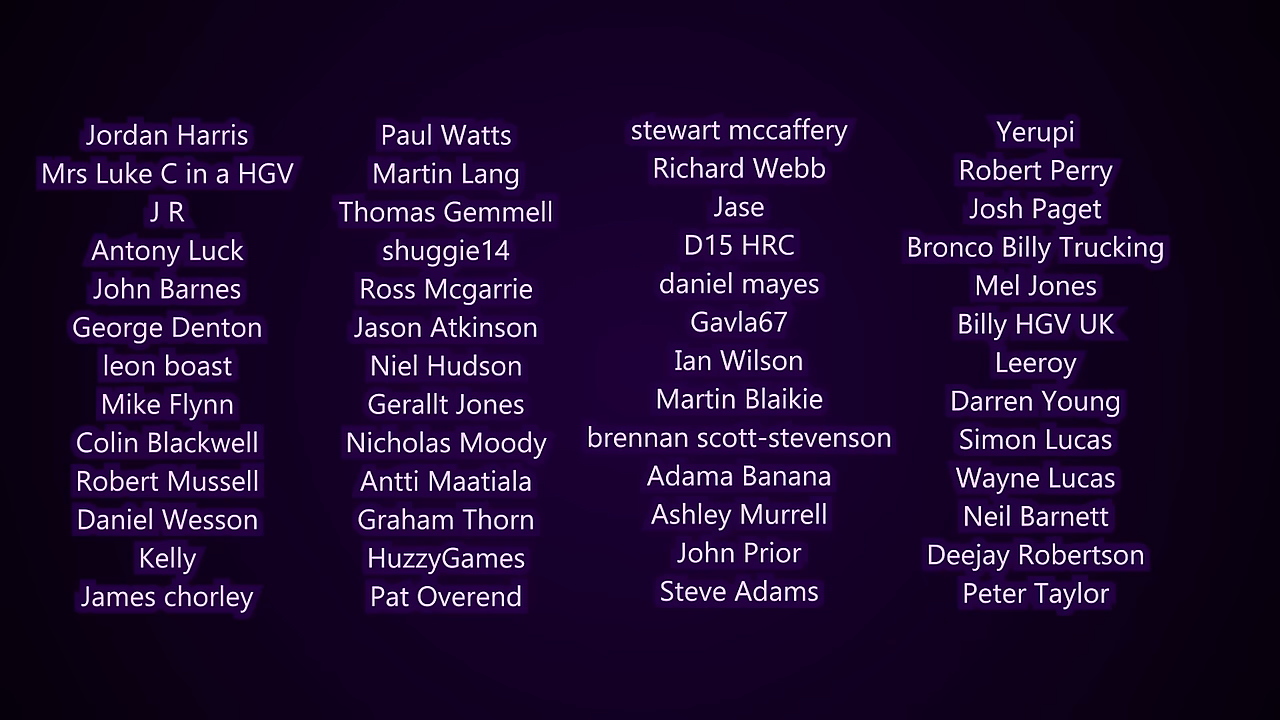 Jordan Harris
Mrs Luke C in a HGV
J R
Antony Luck
John Barnes
George Denton
leon boast
Mike Flynn
Colin Blackwell
Robert Mussell
Daniel Wesson
Kelly
James chorley
Paul Watts
Martin Lang
Thomas Gemmell
shuggie14
Ross Mcgarrie
Jason Atkinson
Niel Hudson
Gerallt Jones
Nicholas Moody
Antti Maatiala
Graham Thorn
HuzzyGames
Pat Overend
stewart mccaffery
Richard Webb
Jase
D15 HRC
daniel mayes
Gavla67
Ian Wilson
Martin Blaikie
brennan scott-stevenson
Adama Banana
Ashley Murrell
John Prior
Steve Adams
Yerupi
Robert Perry
Josh Paget
Bronco Billy Trucking
Mel Jones
Billy HGV UK
Leeroy
Darren Young
Simon Lucas
Wayne Lucas
Neil Barnett
Deejay Robertson
Peter Taylor